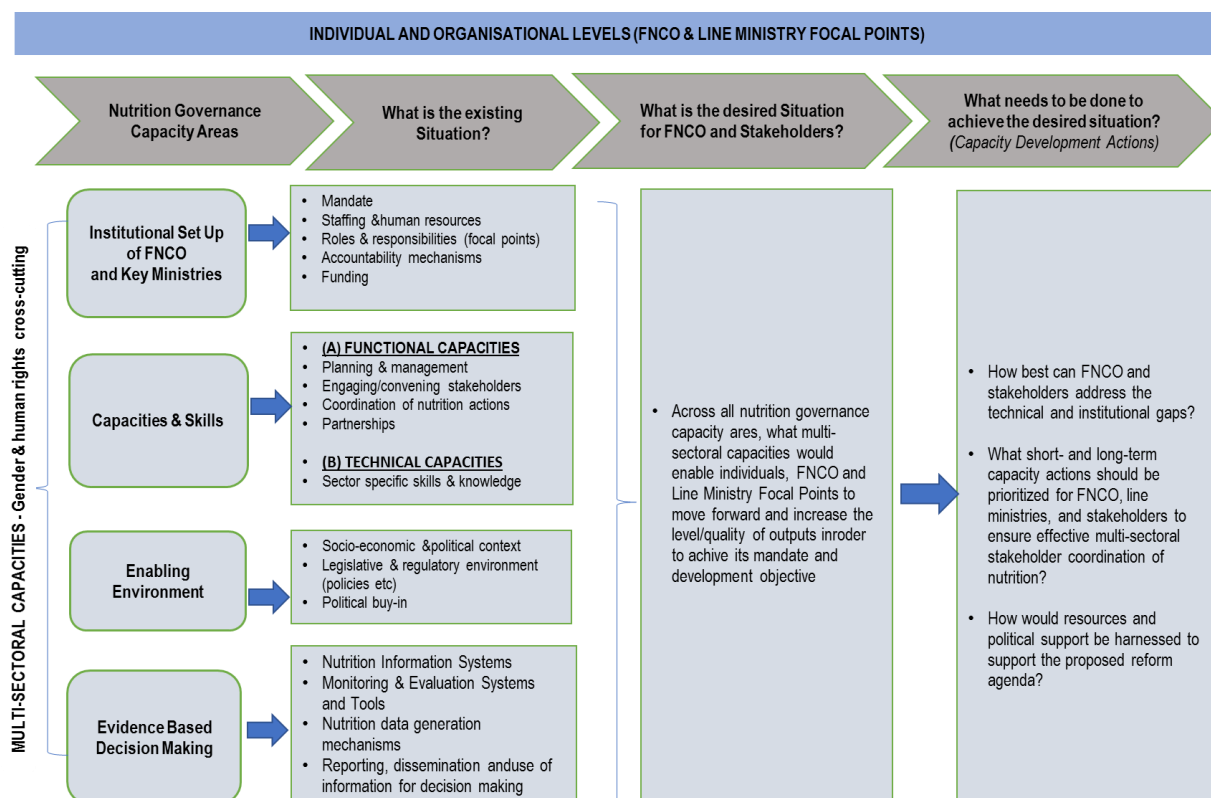 INDIVIDUAL AND ORGANISATIONAL LEVELS (FNCO & LINE MINISTRY FOCAL POINTS)
Nutrition Governance
Capacity Areas
What is the existing
Situation?
What is the desired Situation
for FNCO and Stakeholders?
What needs to be done to
achieve the desired situation?
(Capacity Development Actions)
MULTI-SECTORAL CAPACITIES - Gender & human rights cross-cutting
Institutional Set Up
of FNCO
and Key Ministries
• Mandate
• Staffing &human resources
• Roles & responsibilities (focal points)
• Accountability mechanisms
• Funding
Capacities & Skills
• (A) FUNCTIONAL CAPACITIES
• Planning & management
• Engaging/convening stakeholders
• Coordination of nutrition actions
• Partnerships
• (B) TECHNICAL CAPACITIES
• Sector specific skills & knowledge
Enabling
Environment
• Socio-economic &political context
• Legislative & regulatory environment
(policies etc)
• Political buy-in
Evidence Based
Decision Making
• Nutrition Information Systems
• Monitoring & Evaluation Systems
and Tools
• Nutrition data generation
mechanisms
• Reporting, dissemination anduse of
information for decision making
• Across all nutrition governance
capacity ares, what multi-
sectoral capacities would
enable individuals, FNCO and
Line Ministry Focal Points to
move forward and increase the
level/quality of outputs inroder
to achive its mandate and
development objective
• How best can FNCO and
stakeholders address the
technical and institutional gaps?
• What short- and long-term
capacity actions should be
prioritized for FNCO, line
ministries, and stakeholders to
ensure effective multi-sectoral
stakeholder coordination of
nutrition?
• How would resources and
political support be harnessed to
support the proposed reform
agenda?